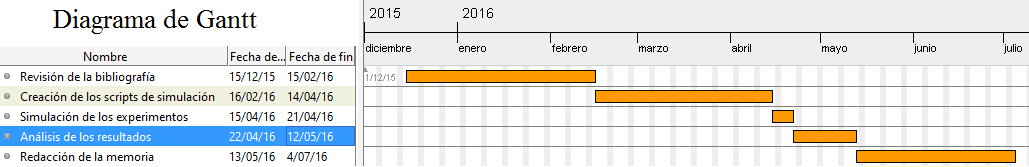 Diagrama de Gantt
2015 2016
Nombre Fecha de... Fecha de fin
diciembre enero febrero marzo abril mayo junio julio
1/12/15
Revisión de la bibliografía 15/12/15 15/02/16
Creación de los scripts de simulación 16/02/16 14/04/16
Simulación de los experimentos 15/04/16 21/04/16
Análisis de los resultados 22/04/16 12/05/16
Redacción de la memoria 13/05/16 4/07/16